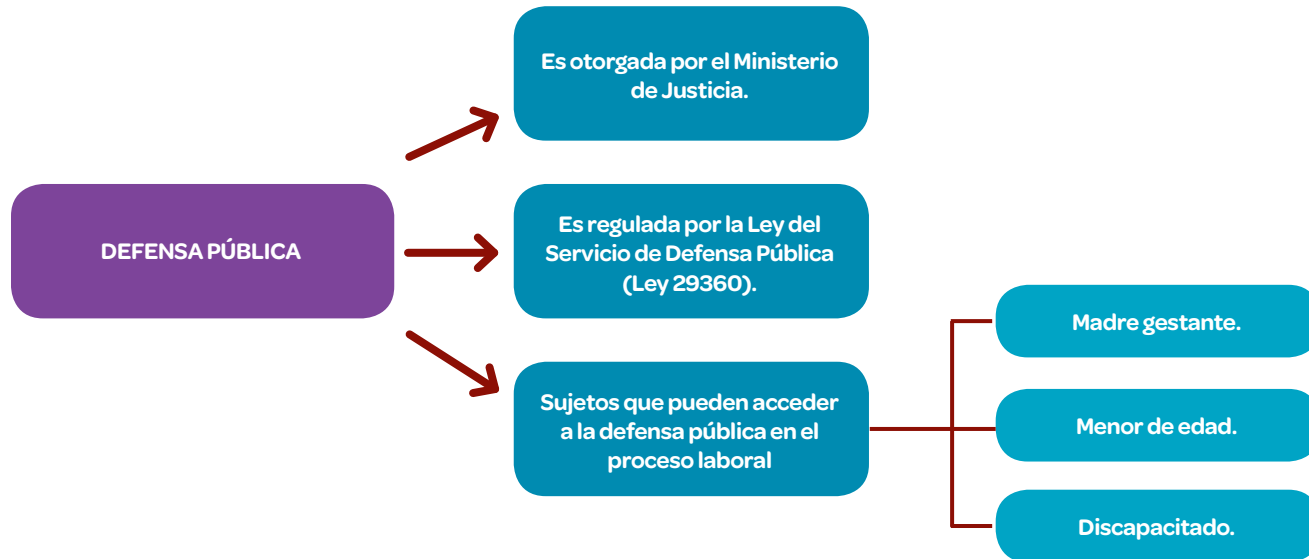 DEFENSA PÚBLICA
Es otorgada por el Ministerio
de Justicia.
Es regulada por la Ley del
Servicio de Defensa Pública
(Ley 29360).
Sujetos que pueden acceder
a la defensa pública en el
proceso laboral
Madre gestante.
Menor de edad.
Discapacitado.